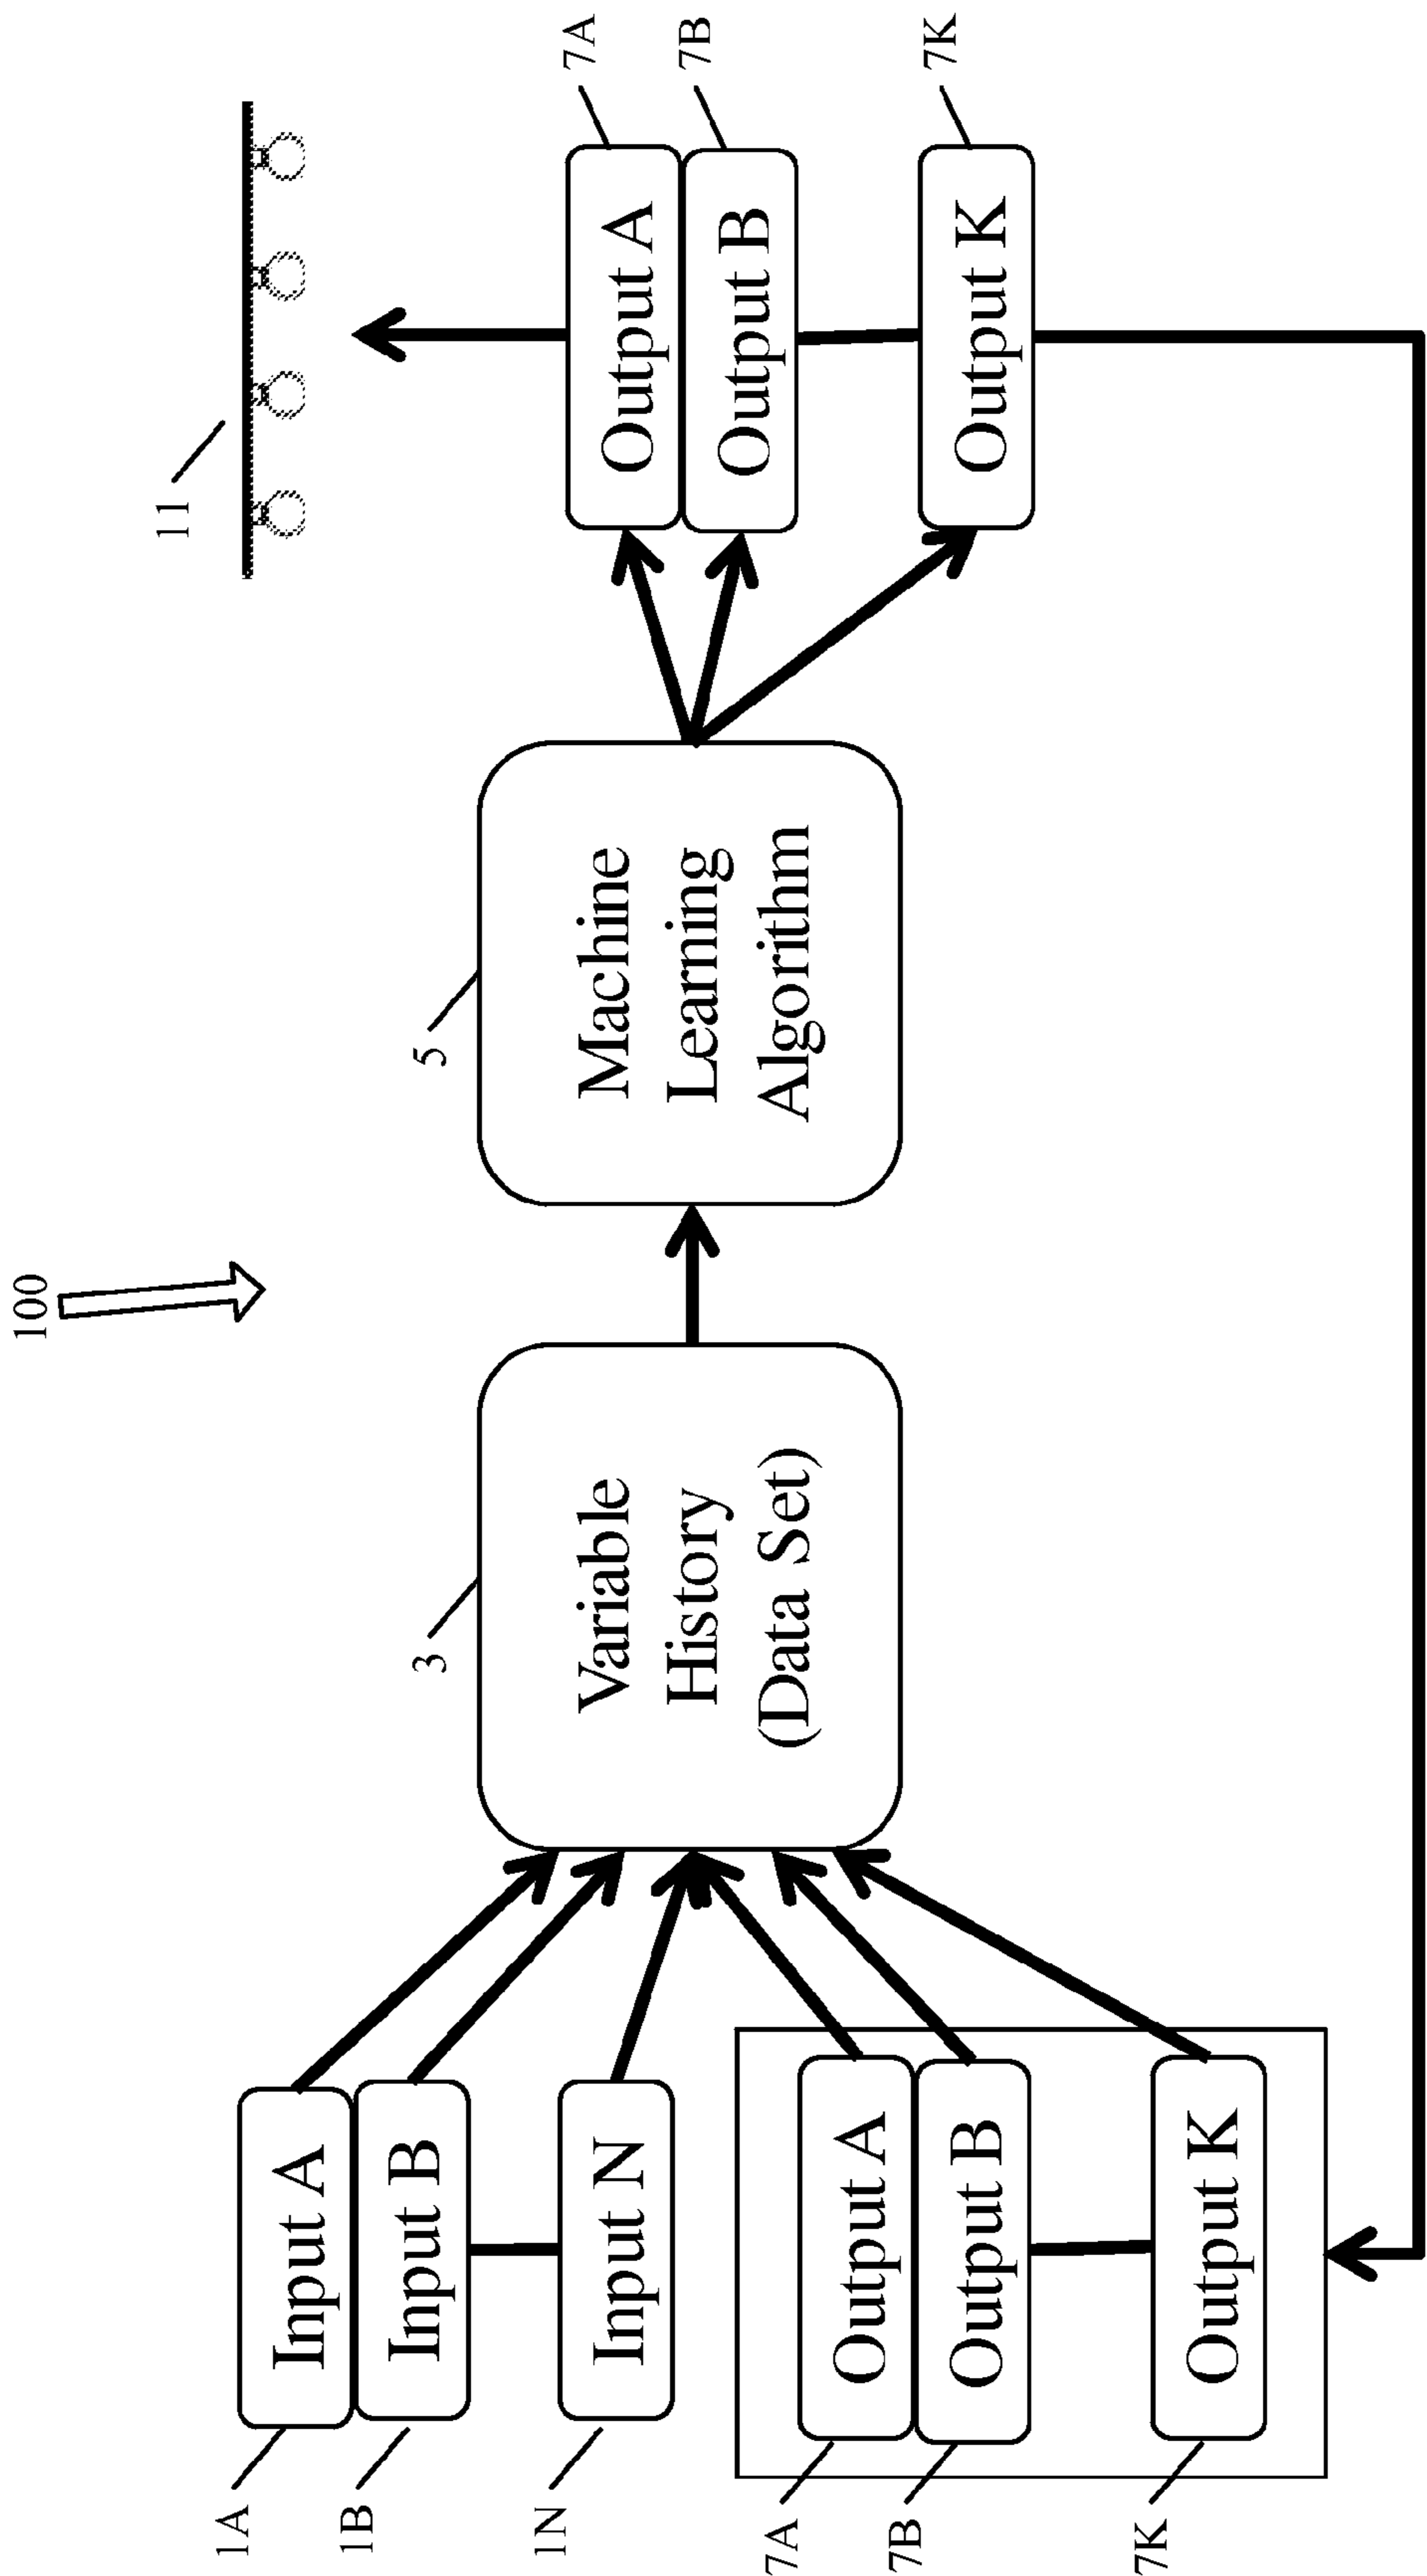 100
11
1A
Input A
1B
Input B
1N
Input N
7A
Output A
7B
Output B
7K
Output K
3
Variable
History
(Data Set)
5
Machine
Learning
Algorithm
Output A
7A
Output B
7B
Output K
7K